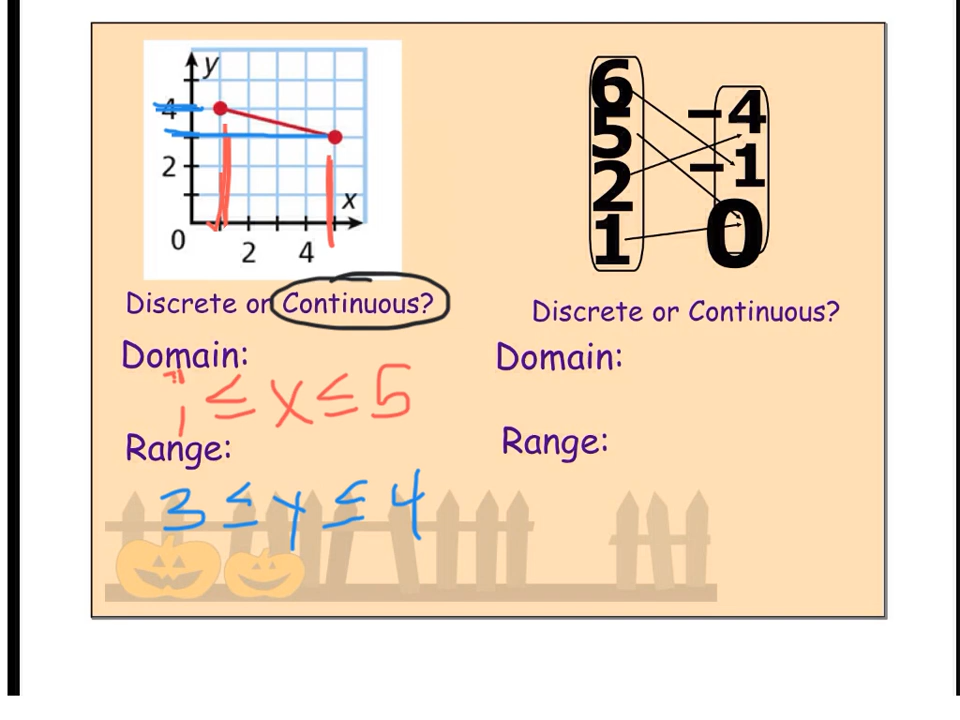 y
4
2
x
0 2 4
6
5
2
1
-4
-1
0
Discrete or Continuous?
Domain:
1 ≤ x ≤ 5
Range:
3 ≤ y ≤ 4
Discrete or Continuous?
Domain:
Range: